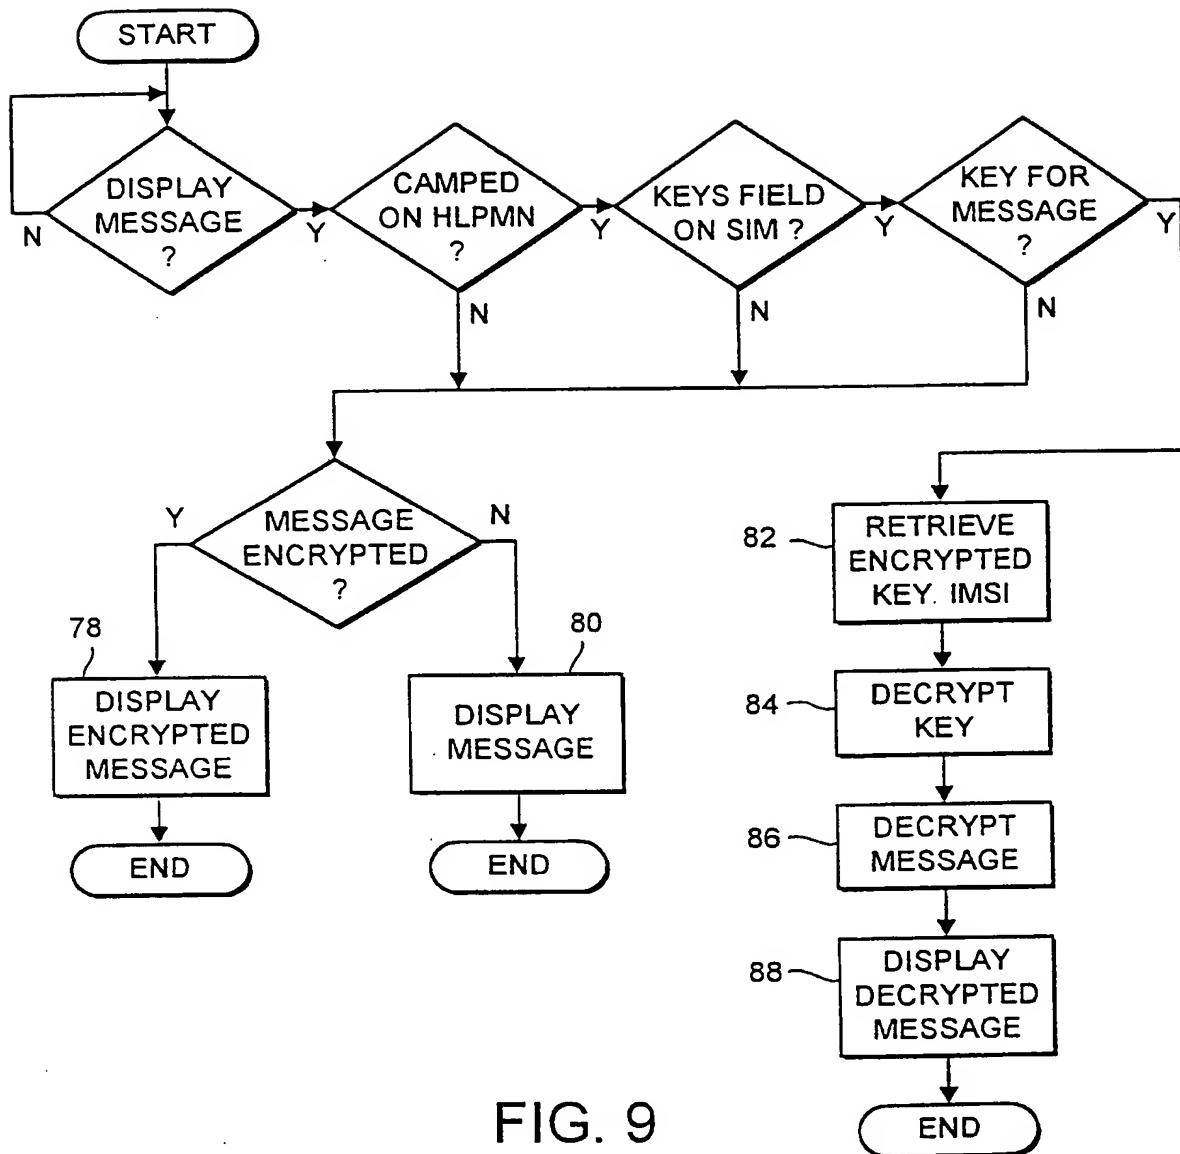 START
DISPLAY
MESSAGE
?
N
Y
CAMPED
ON HLPMN
?
Y
N
KEYS FIELD
ON SIM ?
Y
N
KEY FOR
MESSAGE
?
Y
N
MESSAGE
ENCRYPTED
?
Y
N
78
DISPLAY
ENCRYPTED
MESSAGE
END
80
DISPLAY
MESSAGE
END
82
RETRIEVE
ENCRYPTED
KEY. IMSI
84
DECRYPT
KEY
86
DECRYPT
MESSAGE
88
DISPLAY
DECRYPTED
MESSAGE
END
FIG. 9